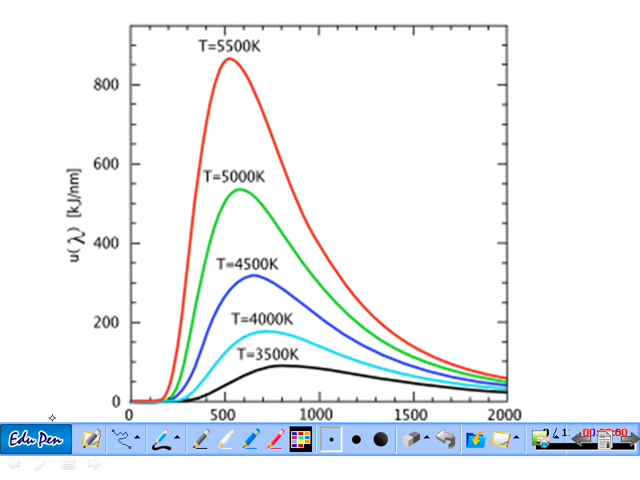 T=5500K
800
T=5000K
600
u(λ) [kJ/nm]
400
T=4500K
T=4000K
200
T=3500K
0
0 500 1000 1500 2000
Edu Pen